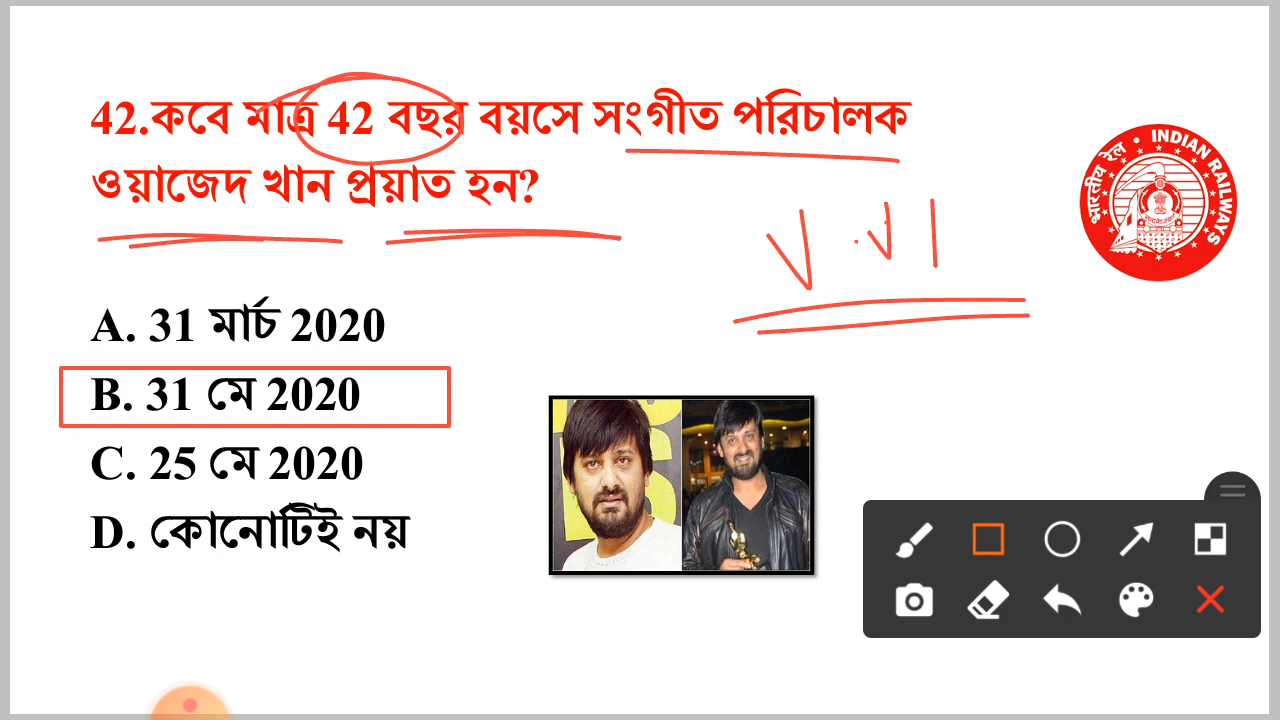 42.কবে মাত্র 42 বছর বয়সে সংগীত পরিচালক
ওয়াজেদ খান প্রয়াত হন?
V.V I
भारतीय रेल • INDIAN RAILWAYS
A. 31 মার্চ 2020
B. 31 মে 2020
C. 25 মে 2020
D. কোনোটিই নয়